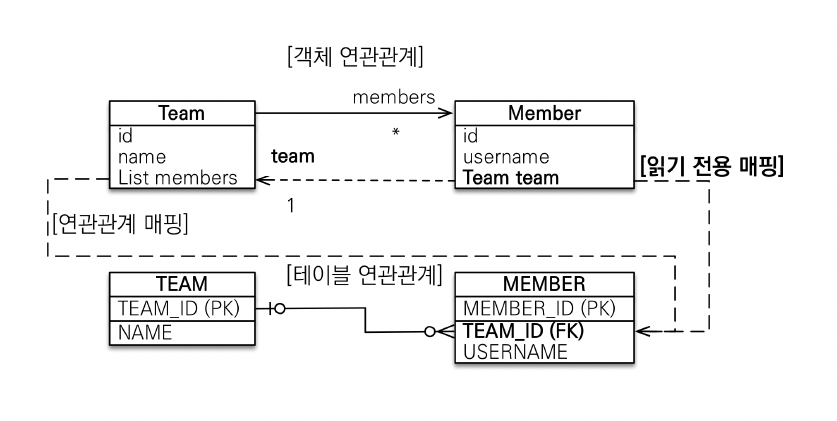 [객체 연관관계]
members
Team
id
name
List members
*
team
1
Member
id
username
Team team
[읽기 전용 매핑]
[연관관계 매핑]
[테이블 연관관계]
TEAM
TEAM_ID (PK)
NAME
MEMBER
MEMBER_ID (PK)
TEAM_ID (FK)
USERNAME